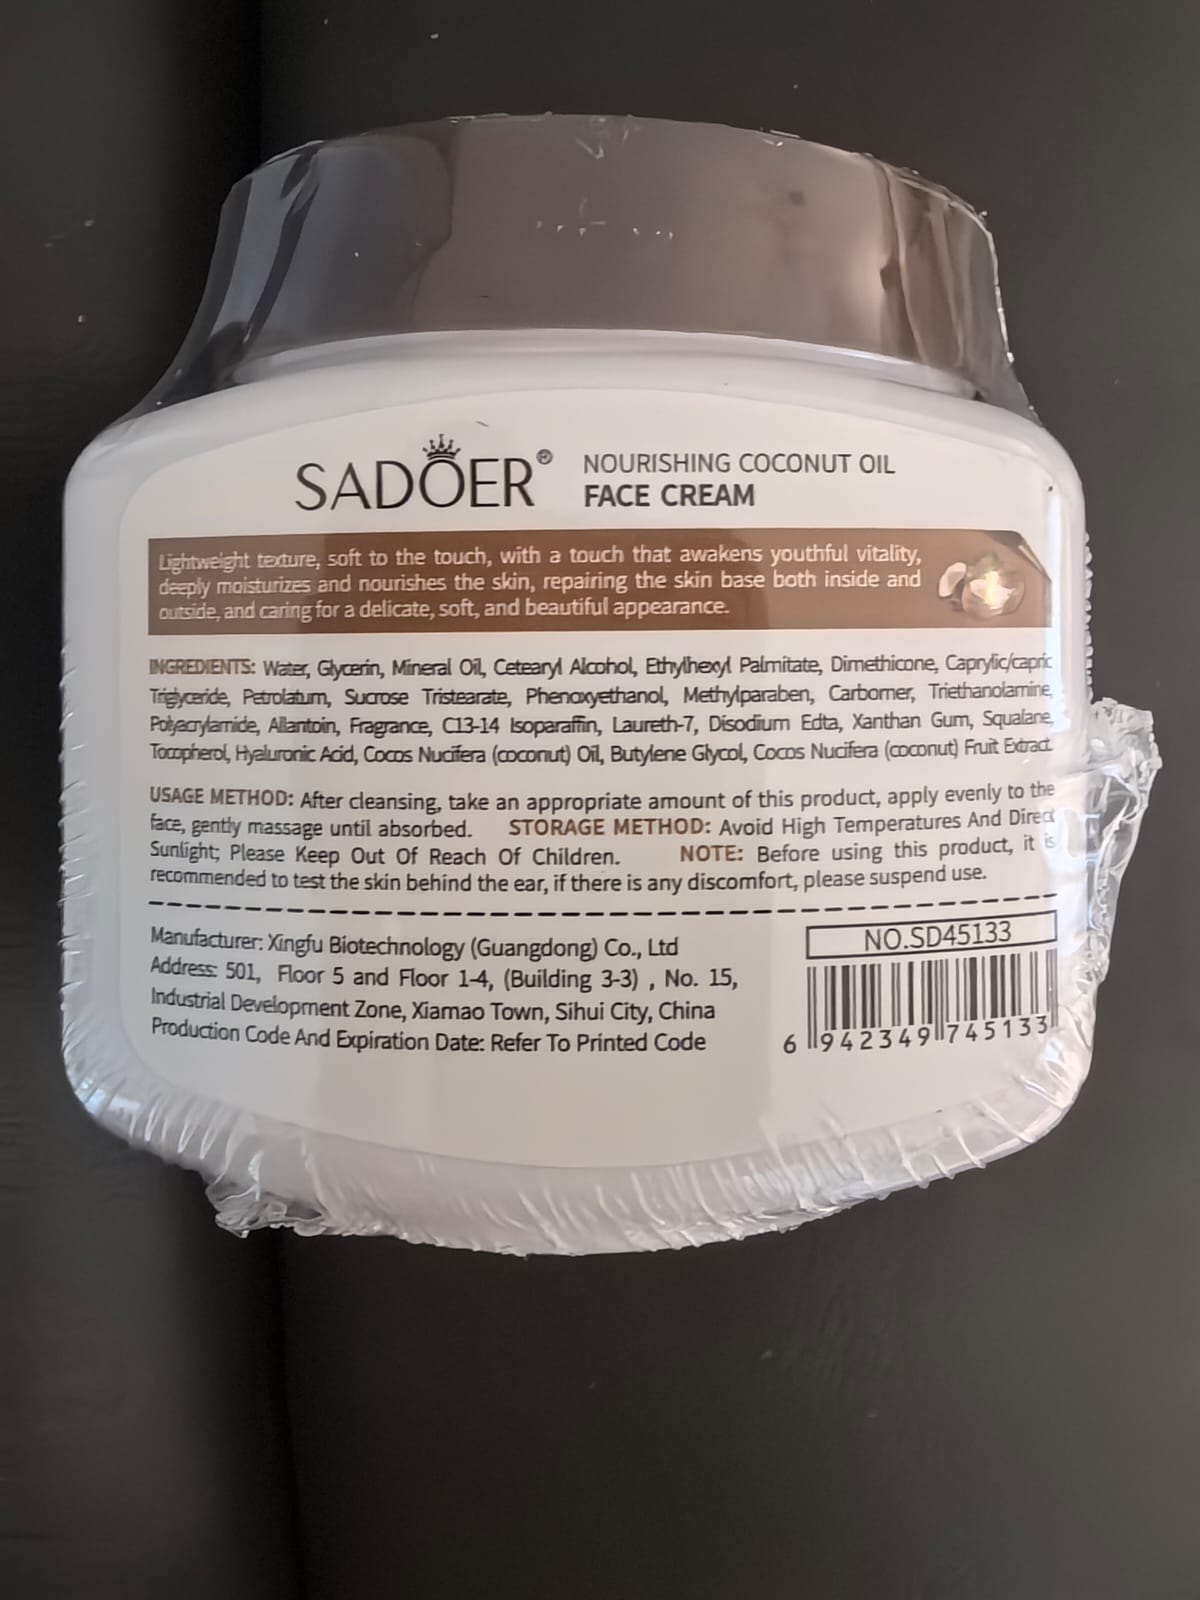 SADOER®
NOURISHING COCONUT OIL
FACE CREAM
Lightweight texture, soft to the touch, with a touch that awakens youthful vitality,
deeply moisturizes and nourishes the skin, repairing the skin base both inside and
outside, and caring for a delicate, soft, and beautiful appearance.
INGREDIENTS: Water, Glycerin, Mineral Oil, Cetearyl Alcohol, Ethylhexyl Palmitate, Dimethicone, Caprylic/capric
Triglyceride, Petrolatum, Sucrose Tristearate, Phenoxyethanol, Methylparaben, Carbomer, Triethanolamine,
Polyacrylamide, Allantoin, Fragrance, C13-14 Isoparaffin, Laureth-7, Disodium Edta, Xanthan Gum, Squalane,
Tocopherol, Hyaluronic Acid, Cocos Nucifera (coconut) Oil, Butylene Glycol, Cocos Nucifera (coconut) Fruit Extract
USAGE METHOD: After cleansing, take an appropriate amount of this product, apply evenly to the
face, gently massage until absorbed. STORAGE METHOD: Avoid High Temperatures And Direct
Sunlight; Please Keep Out Of Reach Of Children. NOTE: Before using this product, it is
recommended to test the skin behind the ear, if there is any discomfort, please suspend use.
Manufacturer: Xingfu Biotechnology (Guangdong) Co., Ltd
Address: 501, Floor 5 and Floor 1-4, (Building 3-3) , No. 15,
Industrial Development Zone, Xiamao Town, Sihui City, China
Production Code And Expiration Date: Refer To Printed Code
NO.SD45133
6 942349 745133